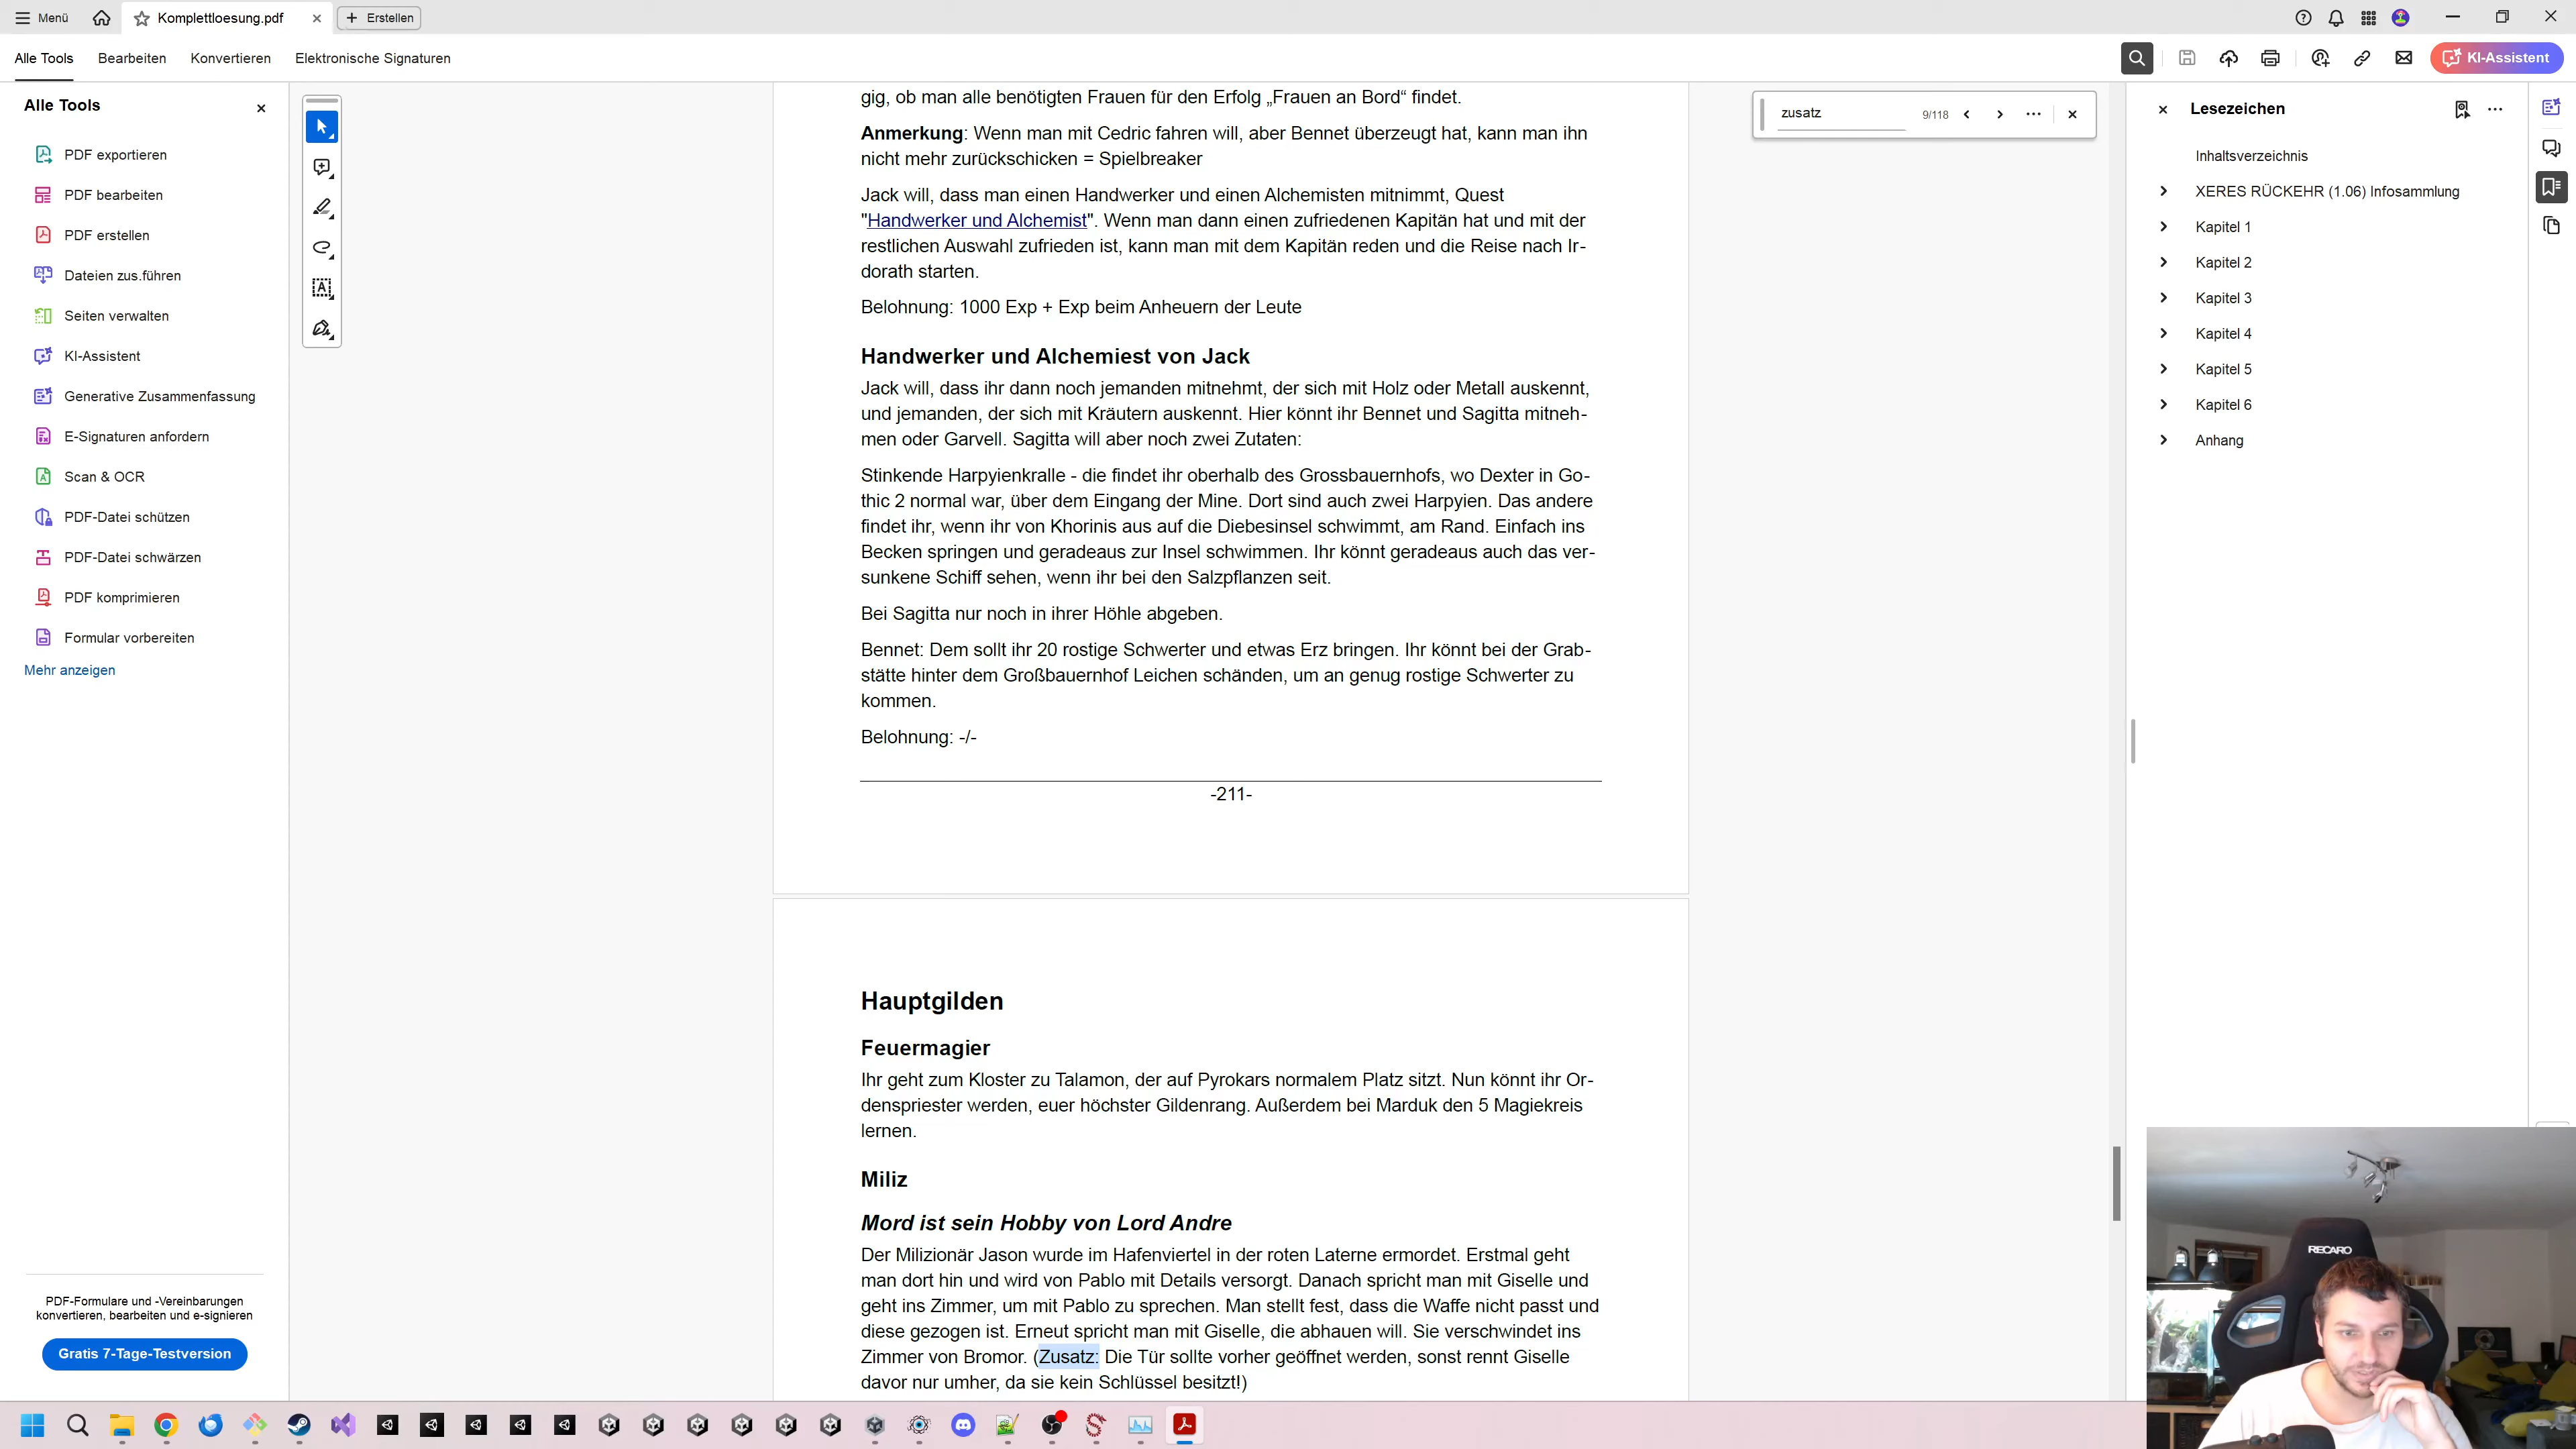 Menü
Komplettloesung.pdf
Erstellen
Alle Tools
Bearbeiten
Konvertieren
Elektronische Signaturen
KI-Assistent
Alle Tools
PDF exportieren
PDF bearbeiten
PDF erstellen
Dateien zus.führen
Seiten verwalten
KI-Assistent
Generative Zusammenfassung
E-Signaturen anfordern
Scan & OCR
PDF-Datei schützen
PDF-Datei schwärzen
PDF komprimieren
Formular vorbereiten
Mehr anzeigen
PDF-Formulare und -Vereinbarungen
konvertieren, bearbeiten und e-signieren
Gratis 7-Tage-Testversion
gig, ob man alle benötigten Frauen für den Erfolg „Frauen an Bord“ findet.
Anmerkung: Wenn man mit Cedric fahren will, aber Bennet überzeugt hat, kann man ihn
nicht mehr zurückschicken = Spielbreaker
Jack will, dass man einen Handwerker und einen Alchemisten mitnimmt, Quest
"Handwerker und Alchemist". Wenn man dann einen zufriedenen Kapitän hat und mit der
restlichen Auswahl zufrieden ist, kann man mit dem Kapitän reden und die Reise nach Ir-
dorath starten.
Belohnung: 1000 Exp + Exp beim Anheuern der Leute
Handwerker und Alchemiest von Jack
Jack will, dass ihr dann noch jemanden mitnehmt, der sich mit Holz oder Metall auskennt,
und jemanden, der sich mit Kräutern auskennt. Hier könnt ihr Bennet und Sagitta mitneh-
men oder Garvell. Sagitta will aber noch zwei Zutaten:
Stinkende Harpyienkralle - die findet ihr oberhalb des Grossbauernhofs, wo Dexter in Go-
thic 2 normal war, über dem Eingang der Mine. Dort sind auch zwei Harpyien. Das andere
findet ihr, wenn ihr von Khorinis aus auf die Diebesinsel schwimmt, am Rand. Einfach ins
Becken springen und geradeaus zur Insel schwimmen. Ihr könnt geradeaus auch das ver-
sunkene Schiff sehen, wenn ihr bei den Salzpflanzen seit.
Bei Sagitta nur noch in ihrer Höhle abgeben.
Bennet: Dem sollt ihr 20 rostige Schwerter und etwas Erz bringen. Ihr könnt bei der Grab-
stätte hinter dem Großbauernhof Leichen schänden, um an genug rostige Schwerter zu
kommen.
Belohnung: -/-
-211-
Hauptgilden
Feuermagier
Ihr geht zum Kloster zu Talamon, der auf Pyrokars normalem Platz sitzt. Nun könnt ihr Or-
denspriester werden, euer höchster Gildenrang. Außerdem bei Marduk den 5 Magiekreis
lernen.
Miliz
Mord ist sein Hobby von Lord Andre
Der Milizionär Jason wurde im Hafenviertel in der roten Laterne ermordet. Erstmal geht
man dort hin und wird von Pablo mit Details versorgt. Danach spricht man mit Giselle und
geht ins Zimmer, um mit Pablo zu sprechen. Man stellt fest, dass die Waffe nicht passt und
diese gezogen ist. Erneut spricht man mit Giselle, die abhauen will. Sie verschwindet ins
Zimmer von Bromor. (Zusatz: Die Tür sollte vorher geöffnet werden, sonst rennt Giselle
davor nur umher, da sie kein Schlüssel besitzt!)
zusatz
9/118
Lesezeichen
Inhaltsverzeichnis
XERES RÜCKEHR (1.06) Infosammlung
Kapitel 1
Kapitel 2
Kapitel 3
Kapitel 4
Kapitel 5
Kapitel 6
Anhang
RECARO